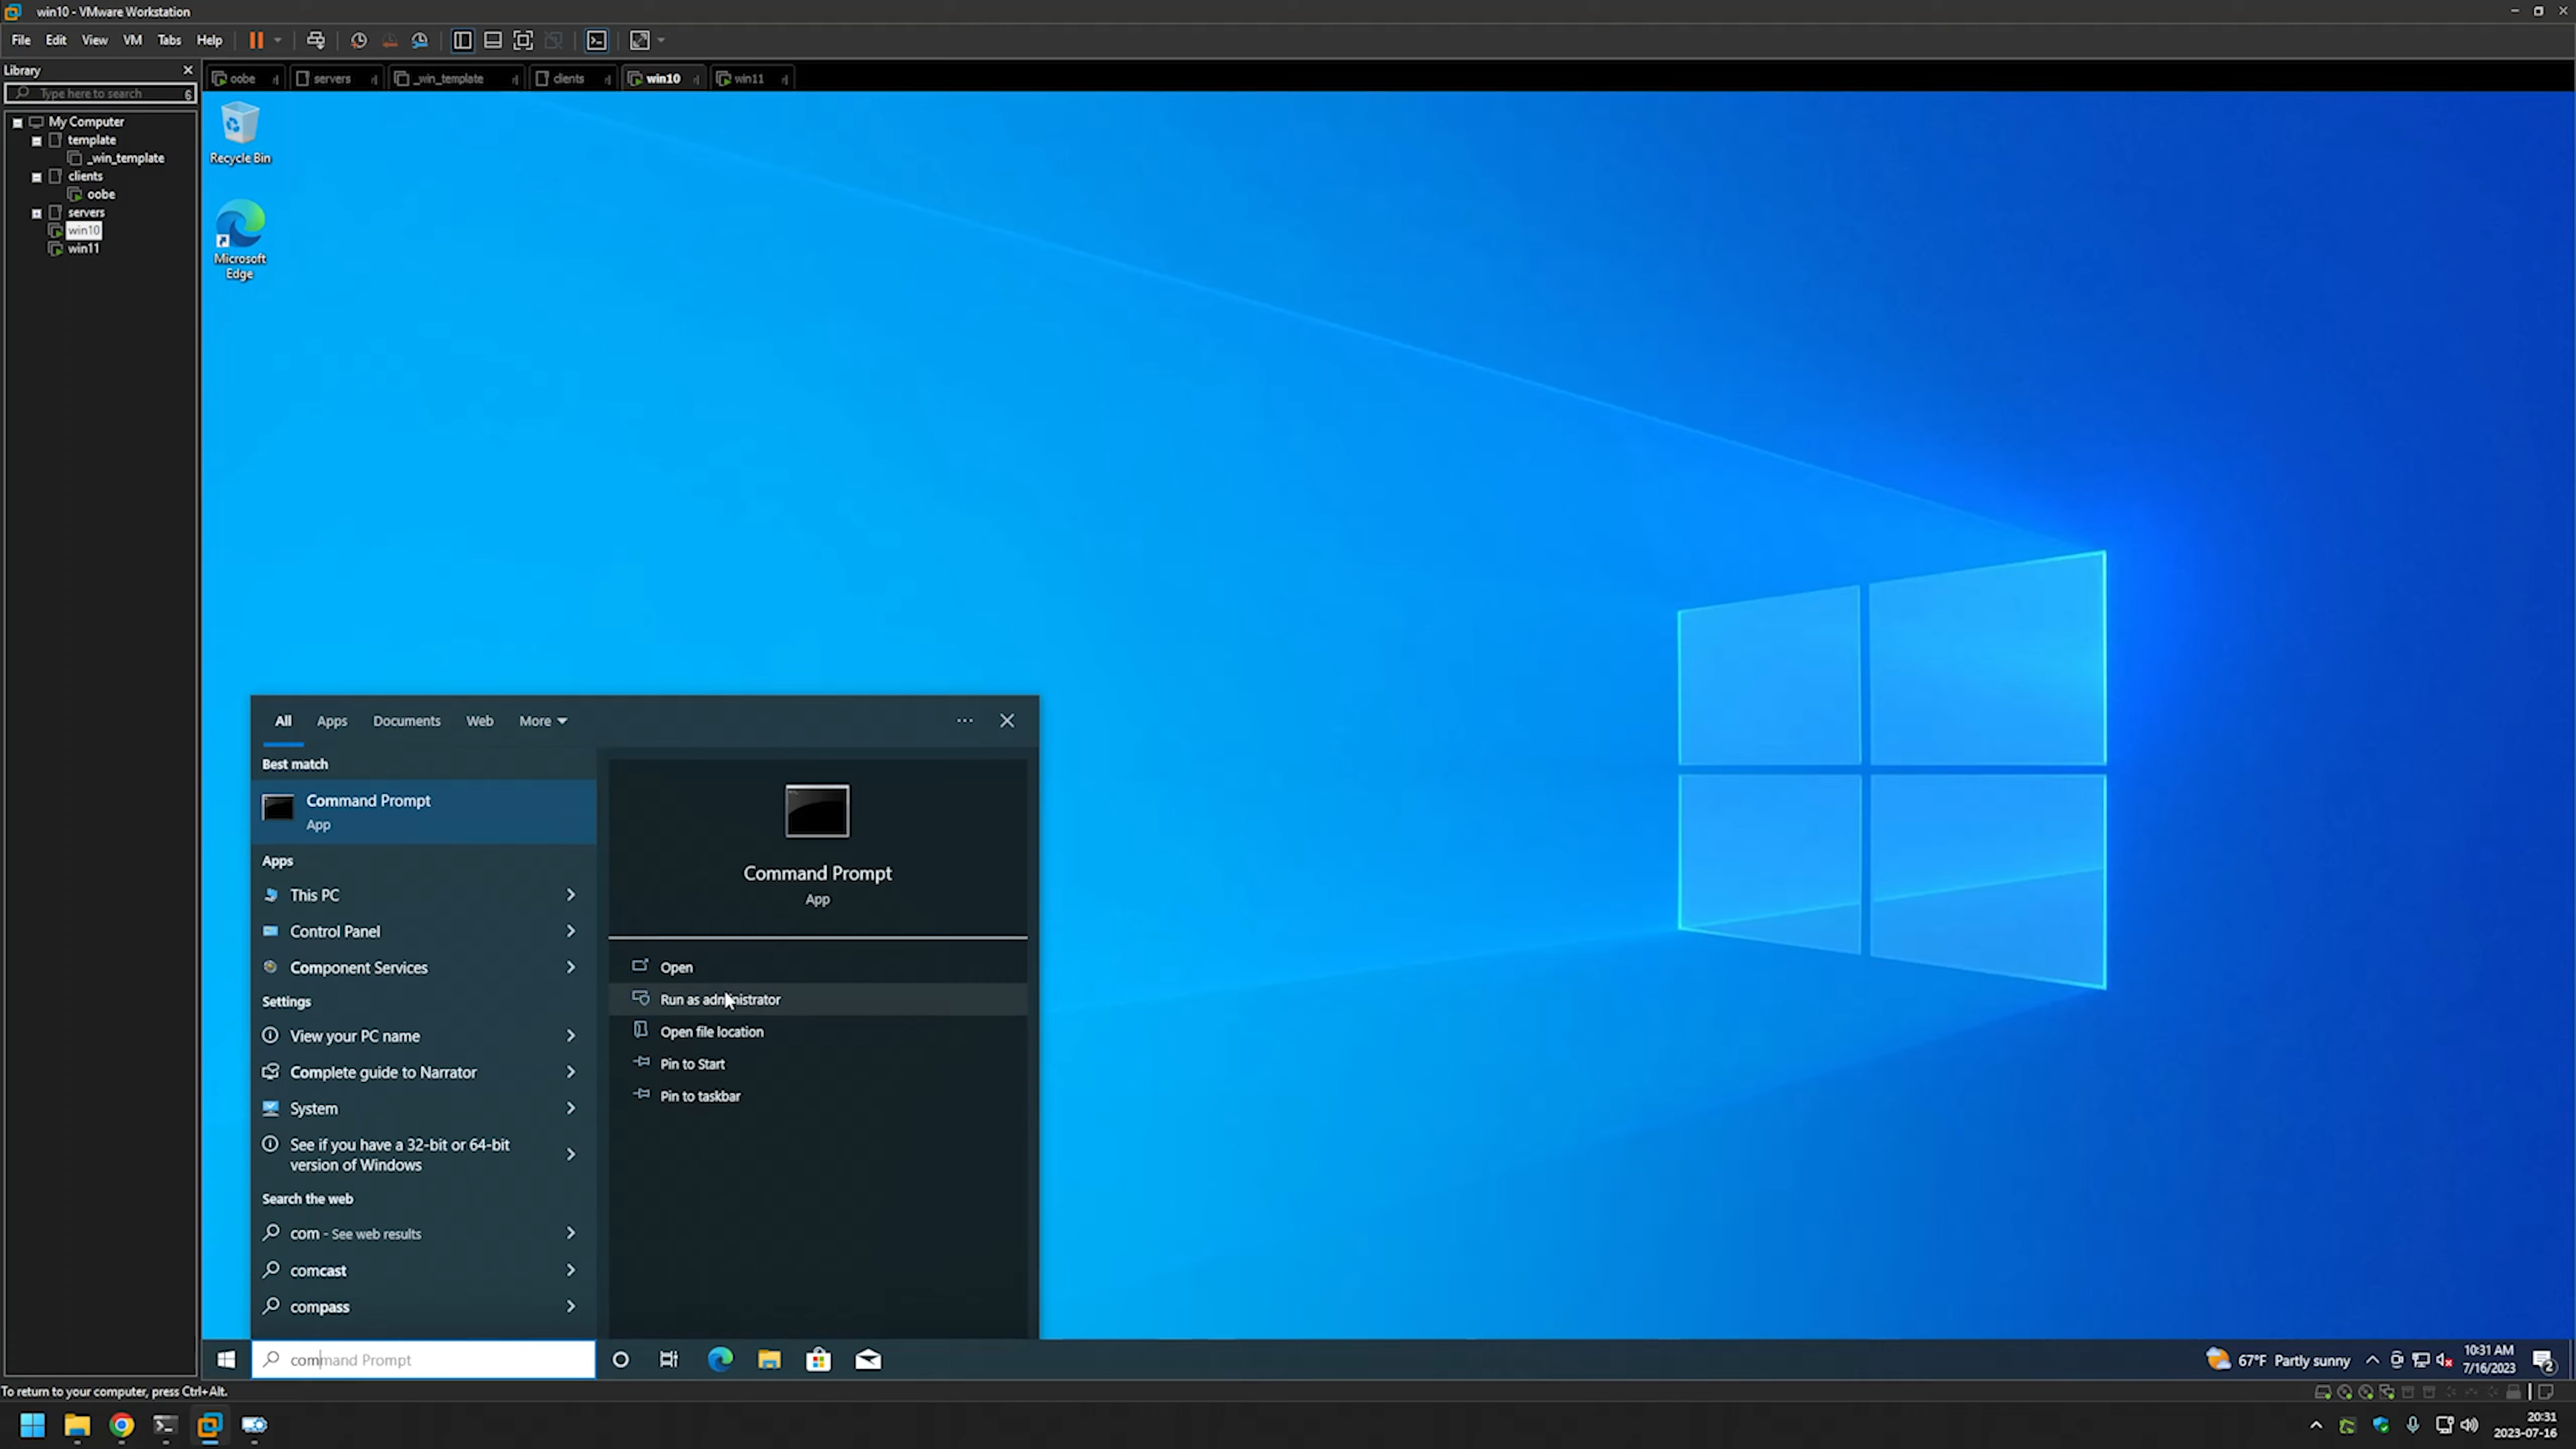 win10 - VMware Workstation
File Edit View VM Tabs Help
Library
Type here to search
My Computer
template
_win_template
clients
oobe
servers
win10
win11
oobe servers _win_template clients win10 win11
Recycle Bin
Microsoft
Edge
All Apps Documents Web More
Best match
Command Prompt
App
Apps
This PC
Control Panel
Component Services
Settings
View your PC name
Complete guide to Narrator
System
See if you have a 32-bit or 64-bit
version of Windows
Search the web
com - See web results
comcast
compass
Command Prompt
App
Open
Run as administrator
Open file location
Pin to Start
Pin to taskbar
command Prompt
67°F Partly sunny
10:31 AM
7/16/2023
2
To return to your computer, press Ctrl+Alt.
20:31
2023-07-16